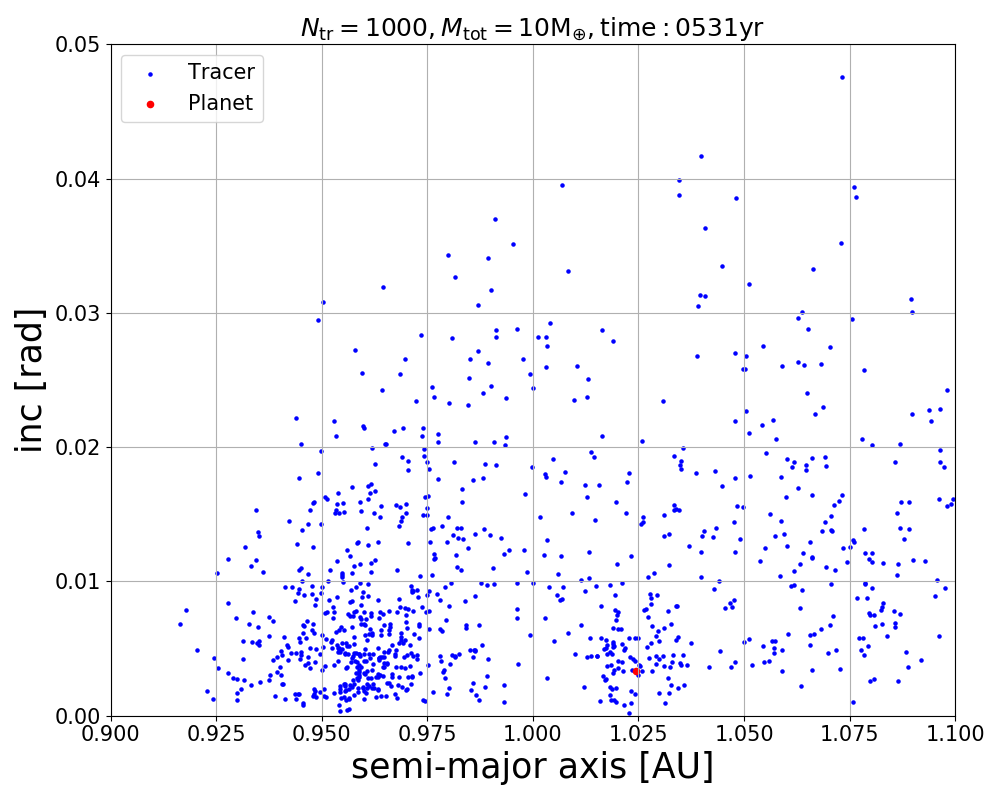 N_tr = 1000, M_tot = 10M_⊕, time : 0531yr
Tracer
Planet
0.05
0.04
0.03
0.02
0.01
0.00
inc [rad]
0.900 0.925 0.950 0.975 1.000 1.025 1.050 1.075 1.100
semi-major axis [AU]